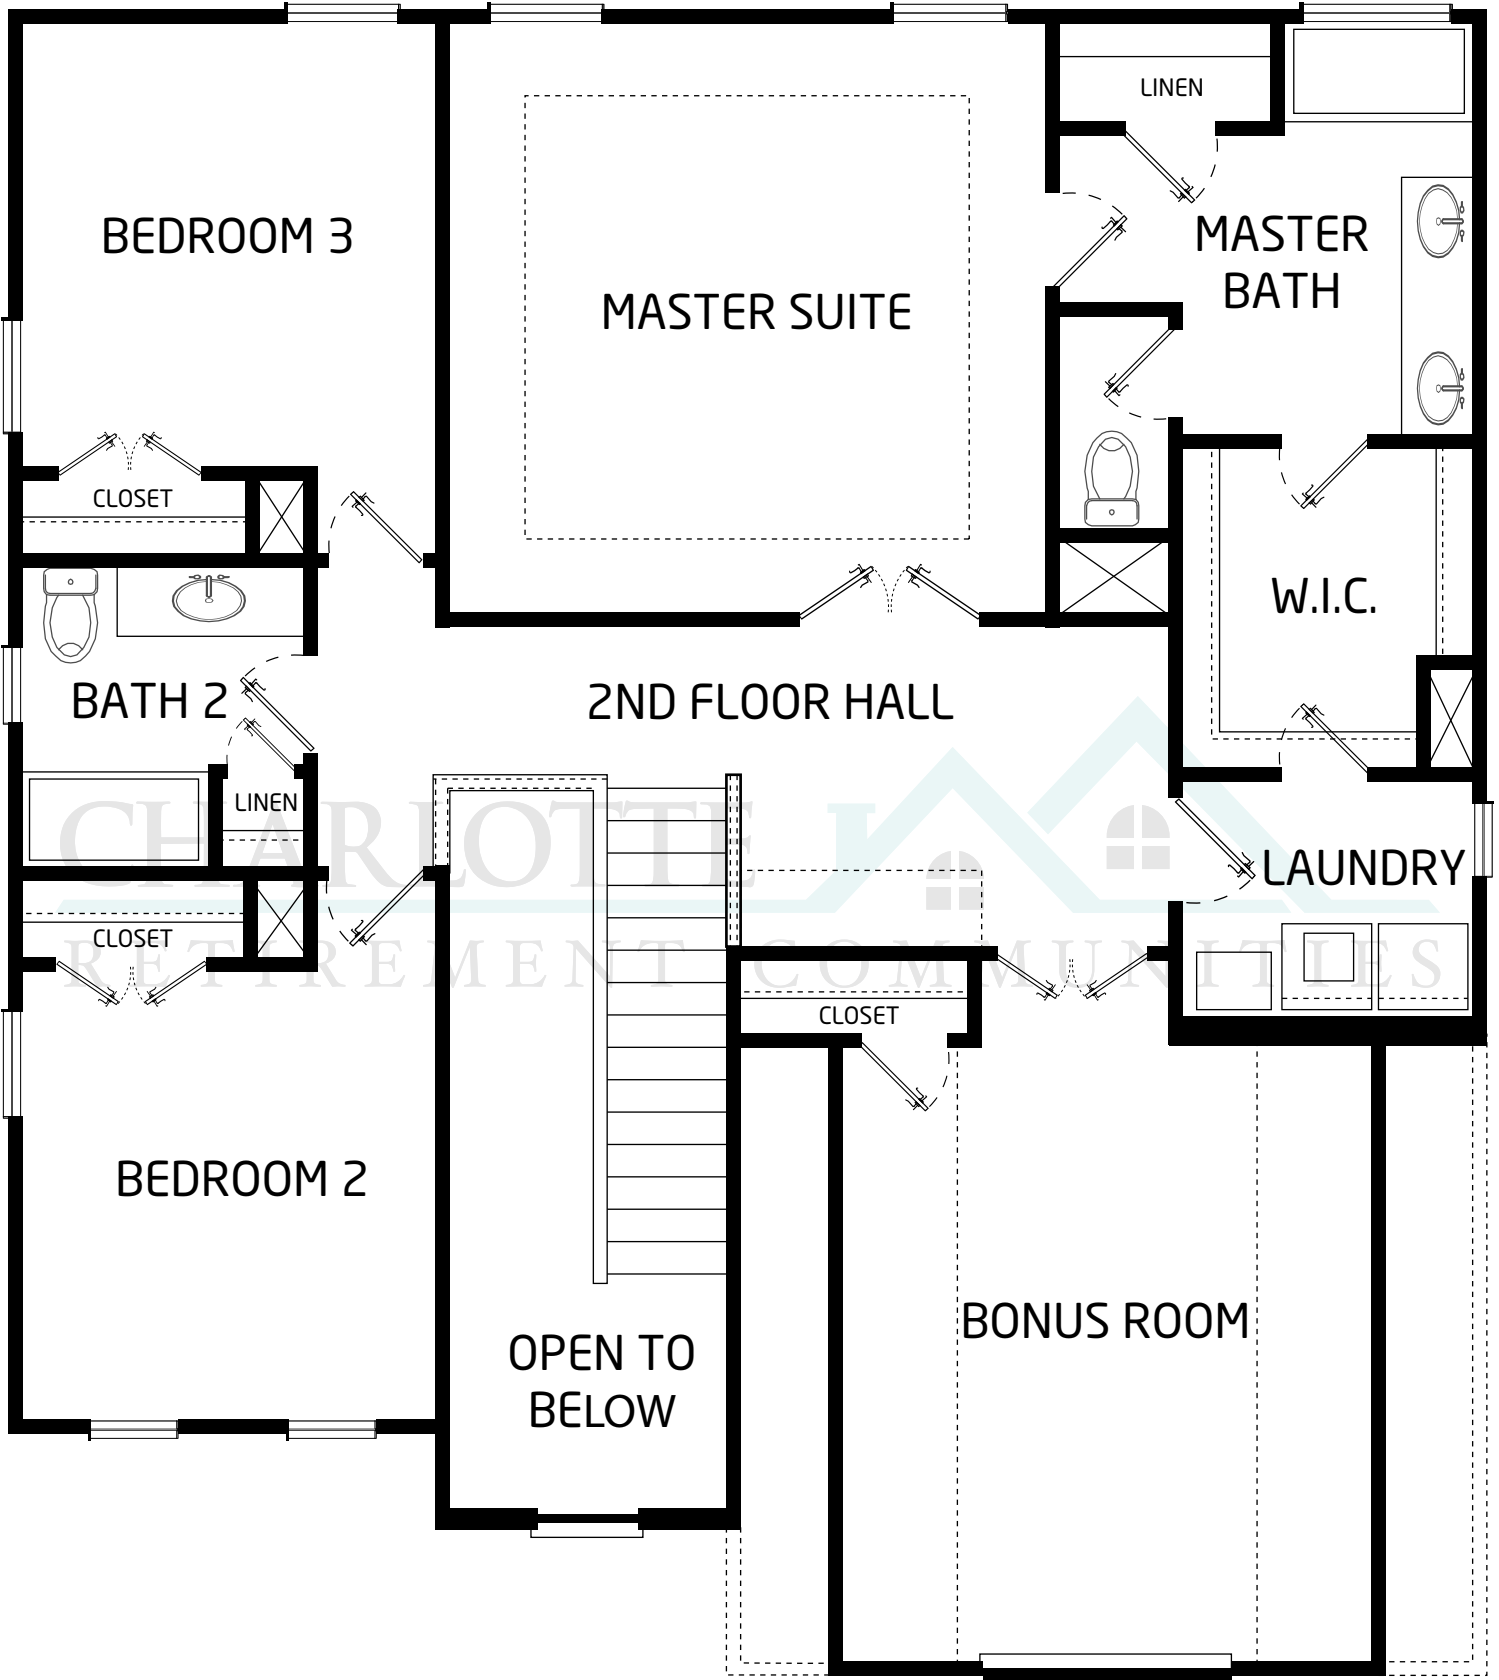 LINEN
BEDROOM 3
MASTER
BATH
MASTER SUITE
CLOSET
W.I.C.
BATH 2
2ND FLOOR HALL
LINEN
CHARLOTTE
LAUNDRY
CLOSET
RETIREMENT COMMUNITIES
CLOSET
BEDROOM 2
BONUS ROOM
OPEN TO
BELOW